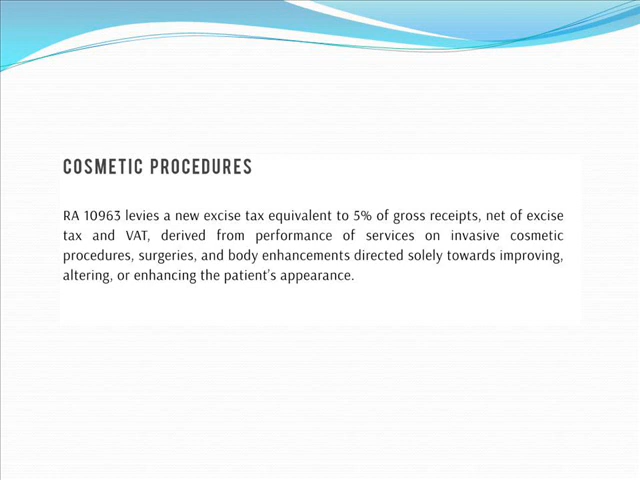 COSMETIC PROCEDURES
RA 10963 levies a new excise tax equivalent to 5% of gross receipts, net of excise
tax and VAT, derived from performance of services on invasive cosmetic
procedures, surgeries, and body enhancements directed solely towards improving,
altering, or enhancing the patient's appearance.